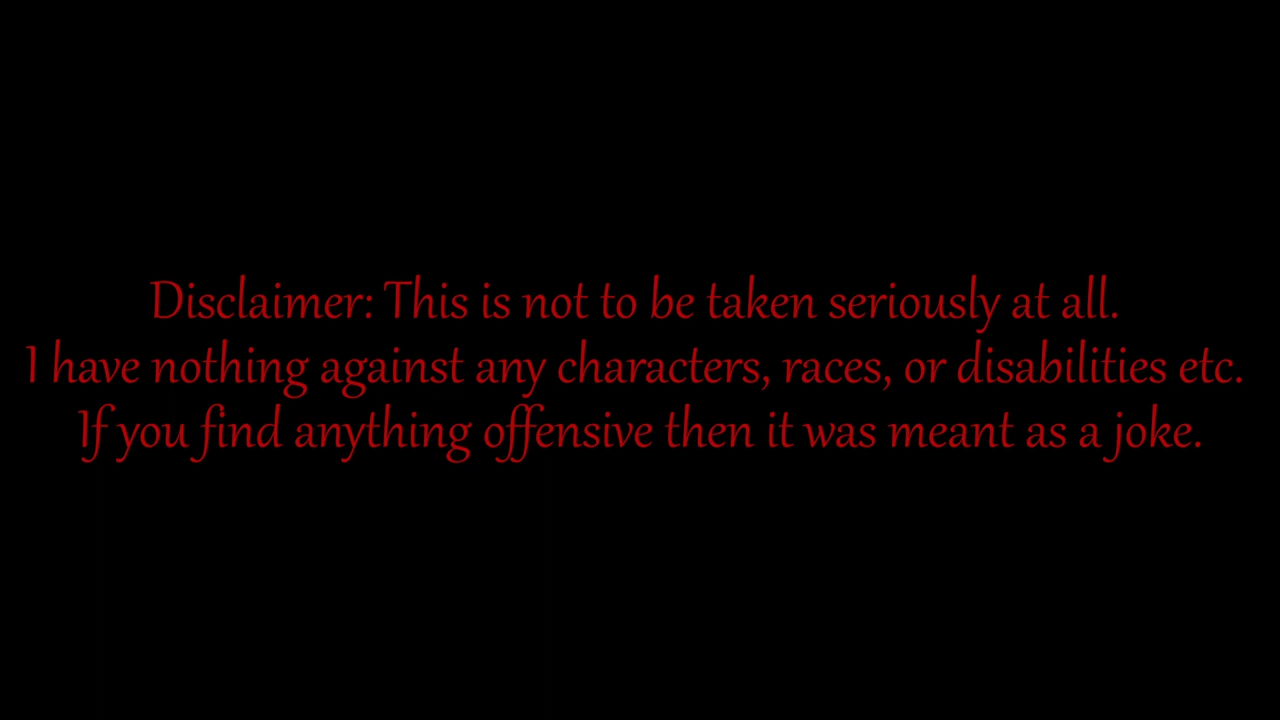 Disclaimer: This is not to be taken seriously at all.
I have nothing against any characters, races, or disabilities etc.
If you find anything offensive then it was meant as a joke.